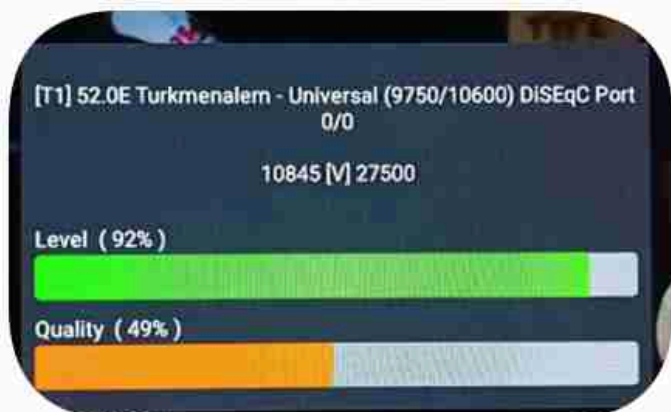 [T1] 52.0E Turkmenalem - Universal (9750/10600) DiSEqC Port
0/0
10845 [V] 27500
Level ( 92% )
Quality ( 49% )